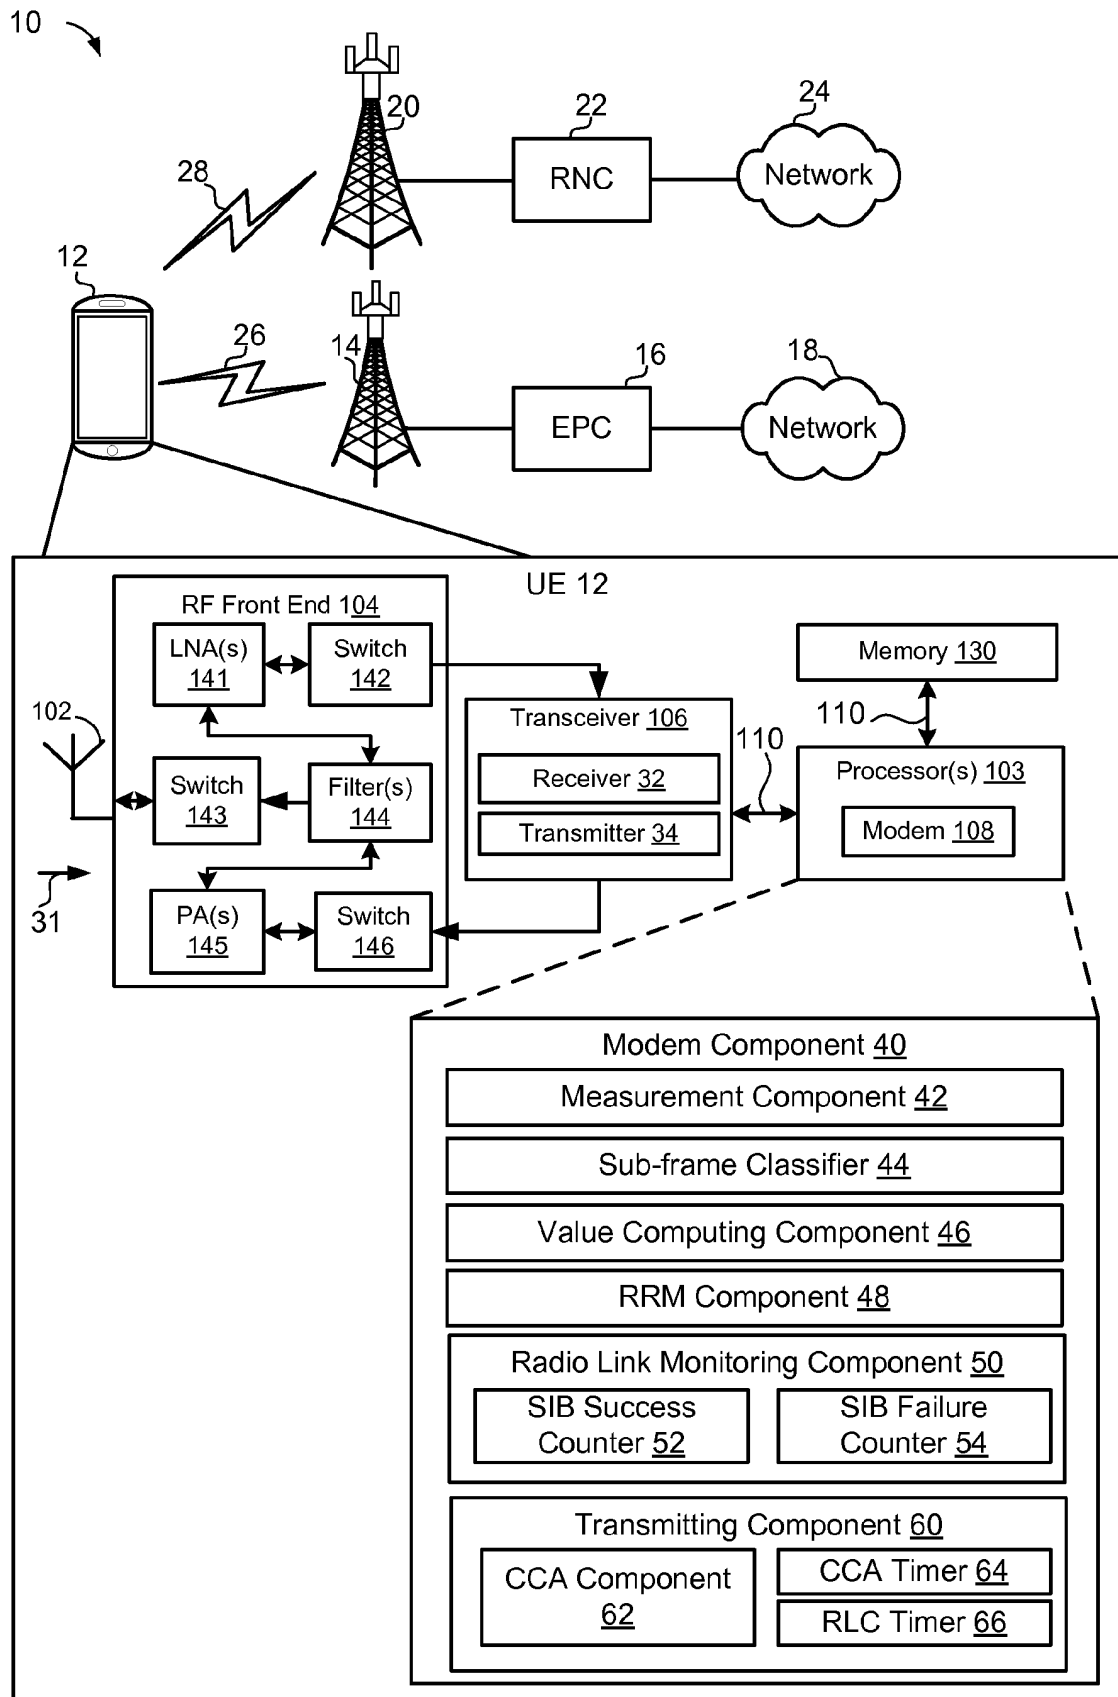 10
20
22
RNC
24
Network
28
12
26
14
16
EPC
18
Network
UE 12
RF Front End 104
LNA(s)
141
Switch
142
102
Switch
143
Filter(s)
144
31
PA(s)
145
Switch
146
Transceiver 106
Receiver 32
Transmitter 34
110
Memory 130
110
Processor(s) 103
Modem 108
Modem Component 40
Measurement Component 42
Sub-frame Classifier 44
Value Computing Component 46
RRM Component 48
Radio Link Monitoring Component 50
SIB Success
Counter 52
SIB Failure
Counter 54
Transmitting Component 60
CCA Component
62
CCA Timer 64
RLC Timer 66